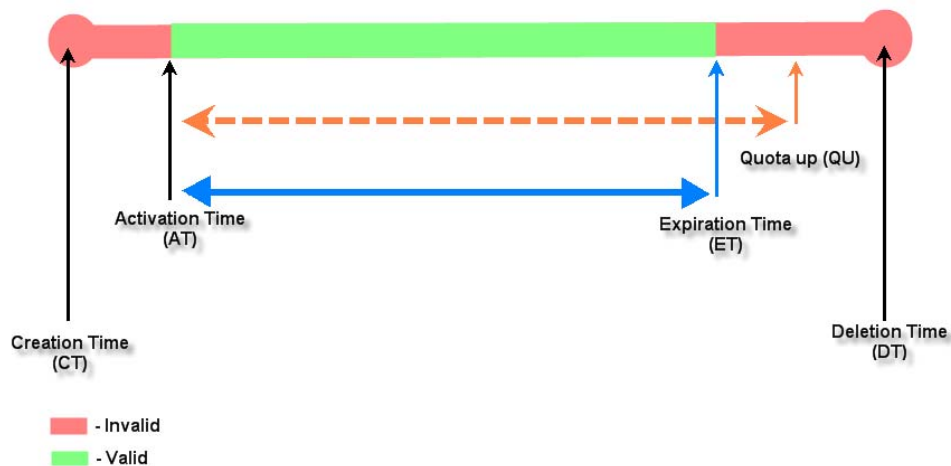 Quota up (QU)
Activation Time
(AT)
Expiration Time
(ET)
Creation Time
(CT)
Deletion Time
(DT)
- Invalid
- Valid